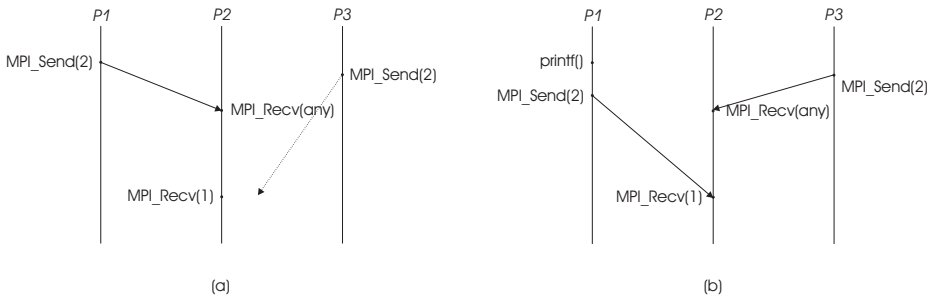 P1 P2 P3
MPI_Send(2)
MPI_Send(2)
MPI_Recv(any)
MPI_Recv(1)
(a)
P1 P2 P3
printf()
MPI_Send(2)
MPI_Send(2)
MPI_Recv(any)
MPI_Recv(1)
(b)